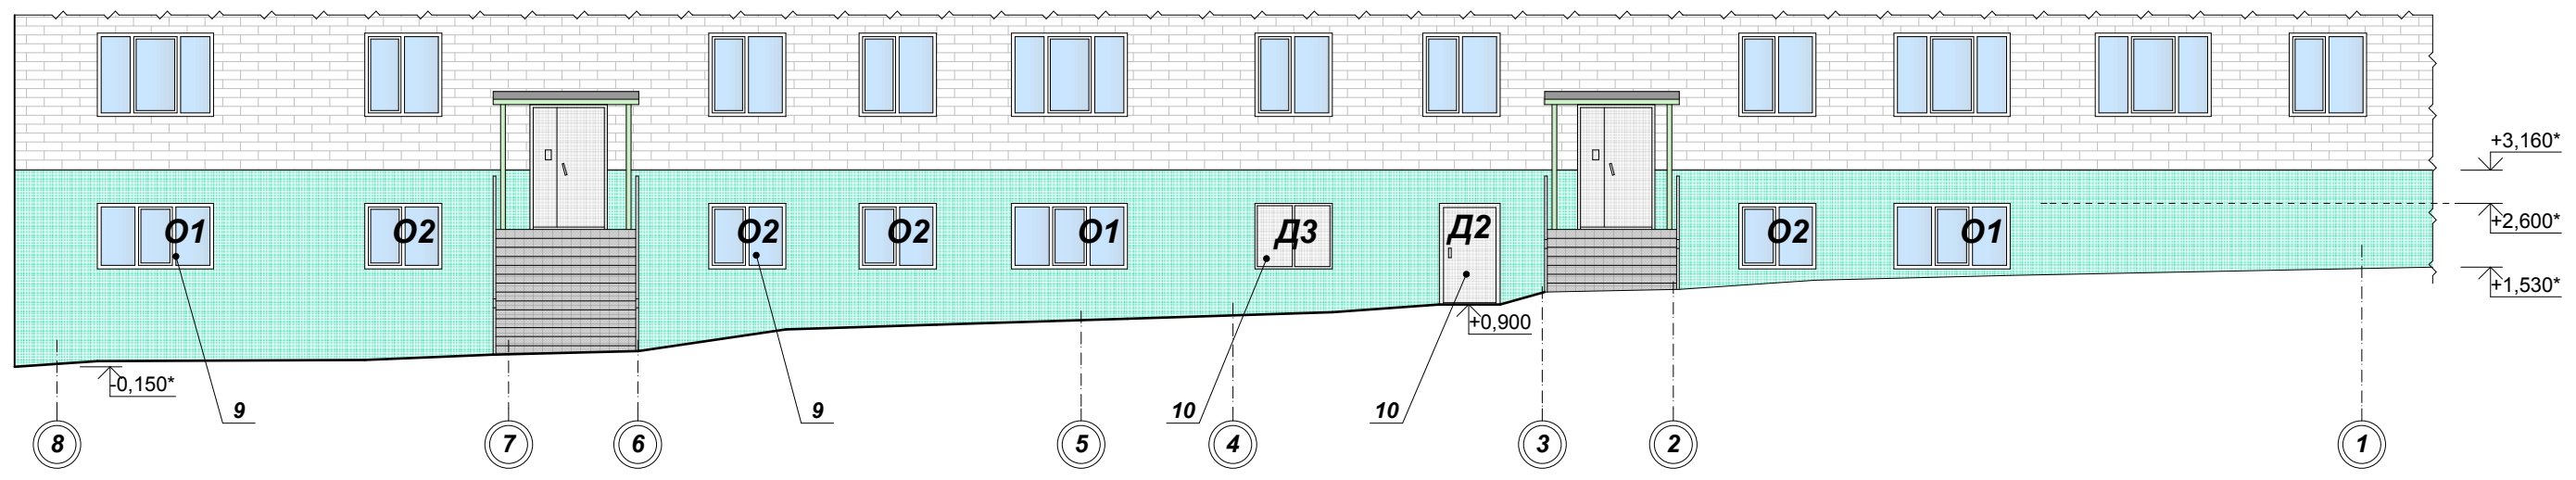 +3,160*
О1
О2
О2
О2
О1
Д3
Д2
О2
О1
+2,600*
+1,530*
+0,900
-0,150*
9
9
10
10
8
7
6
5
4
3
2
1